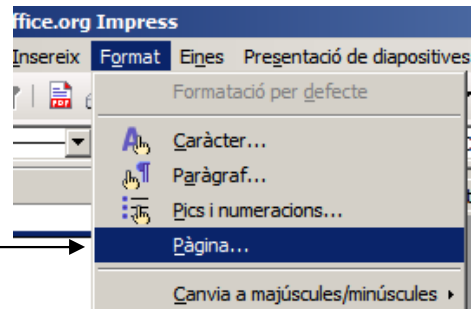 ffice.org Impress
Insereix Format Eines Presentació de diapositives
PDF
Formatació per defecte
Caràcter...
Paràgraf...
Pics i numeracions...
Pàgina...
Canvia a majúscules/minúscules